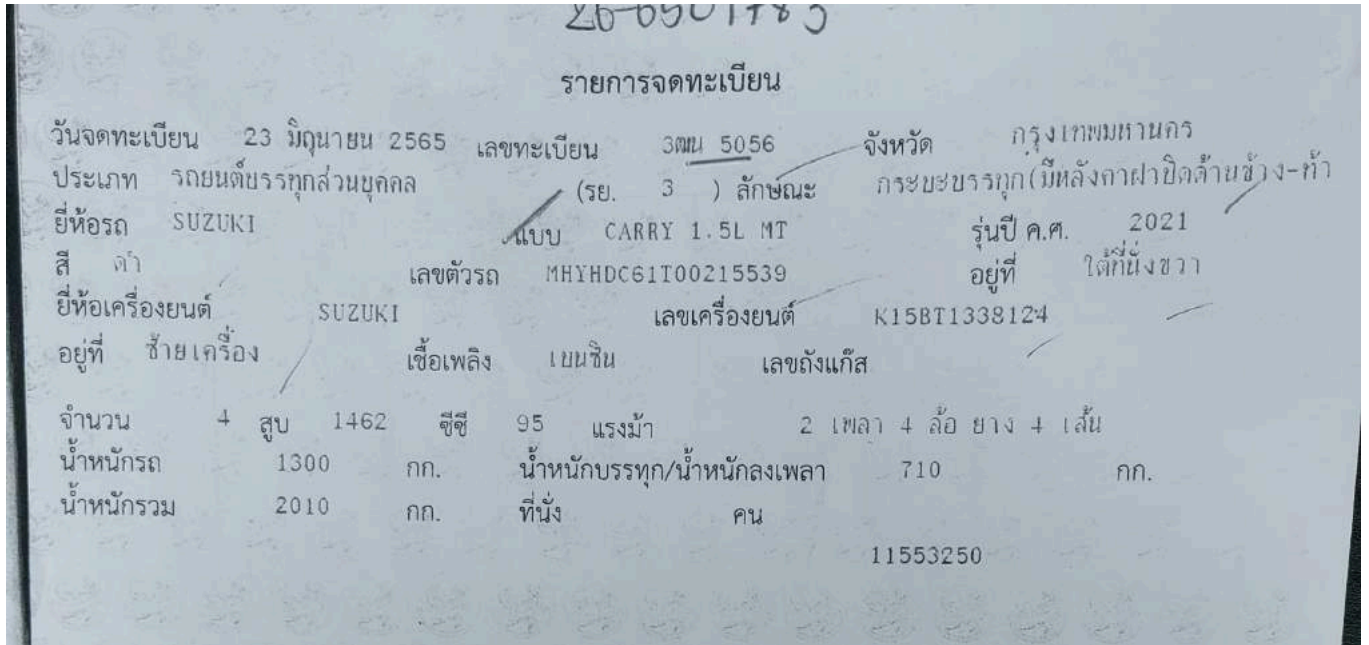 รายการจดทะเบียน
วันจดทะเบียน 23 มิถุนายน 2565 เลขทะเบียน 3ฒน 5056 จังหวัด กรุงเทพมหานคร
ประเภท รถยนต์บรรทุกส่วนบุคคล (รย. 3 ) ลักษณะ กระบะบรรทุก(มีหลังคาฝาปิดด้านข้าง-ท้า
ยี่ห้อรถ SUZUKI แบบ CARRY 1.5L MT รุ่นปี ค.ศ. 2021
สี ดำ เลขตัวรถ MHYHDC61T00215539 อยู่ที่ ใต้ที่นั่งขวา
ยี่ห้อเครื่องยนต์ SUZUKI เลขเครื่องยนต์ K15BT1338124
อยู่ที่ ซ้ายเครื่อง เชื้อเพลิง เบนซิน เลขถังแก๊ส
จำนวน 4 สูบ 1462 ซีซี 95 แรงม้า 2 เพลา 4 ล้อ ยาง 4 เส้น
น้ำหนักรถ 1300 กก. น้ำหนักบรรทุก/น้ำหนักลงเพลา 710 กก.
น้ำหนักรวม 2010 กก. ที่นั่ง คน
11553250